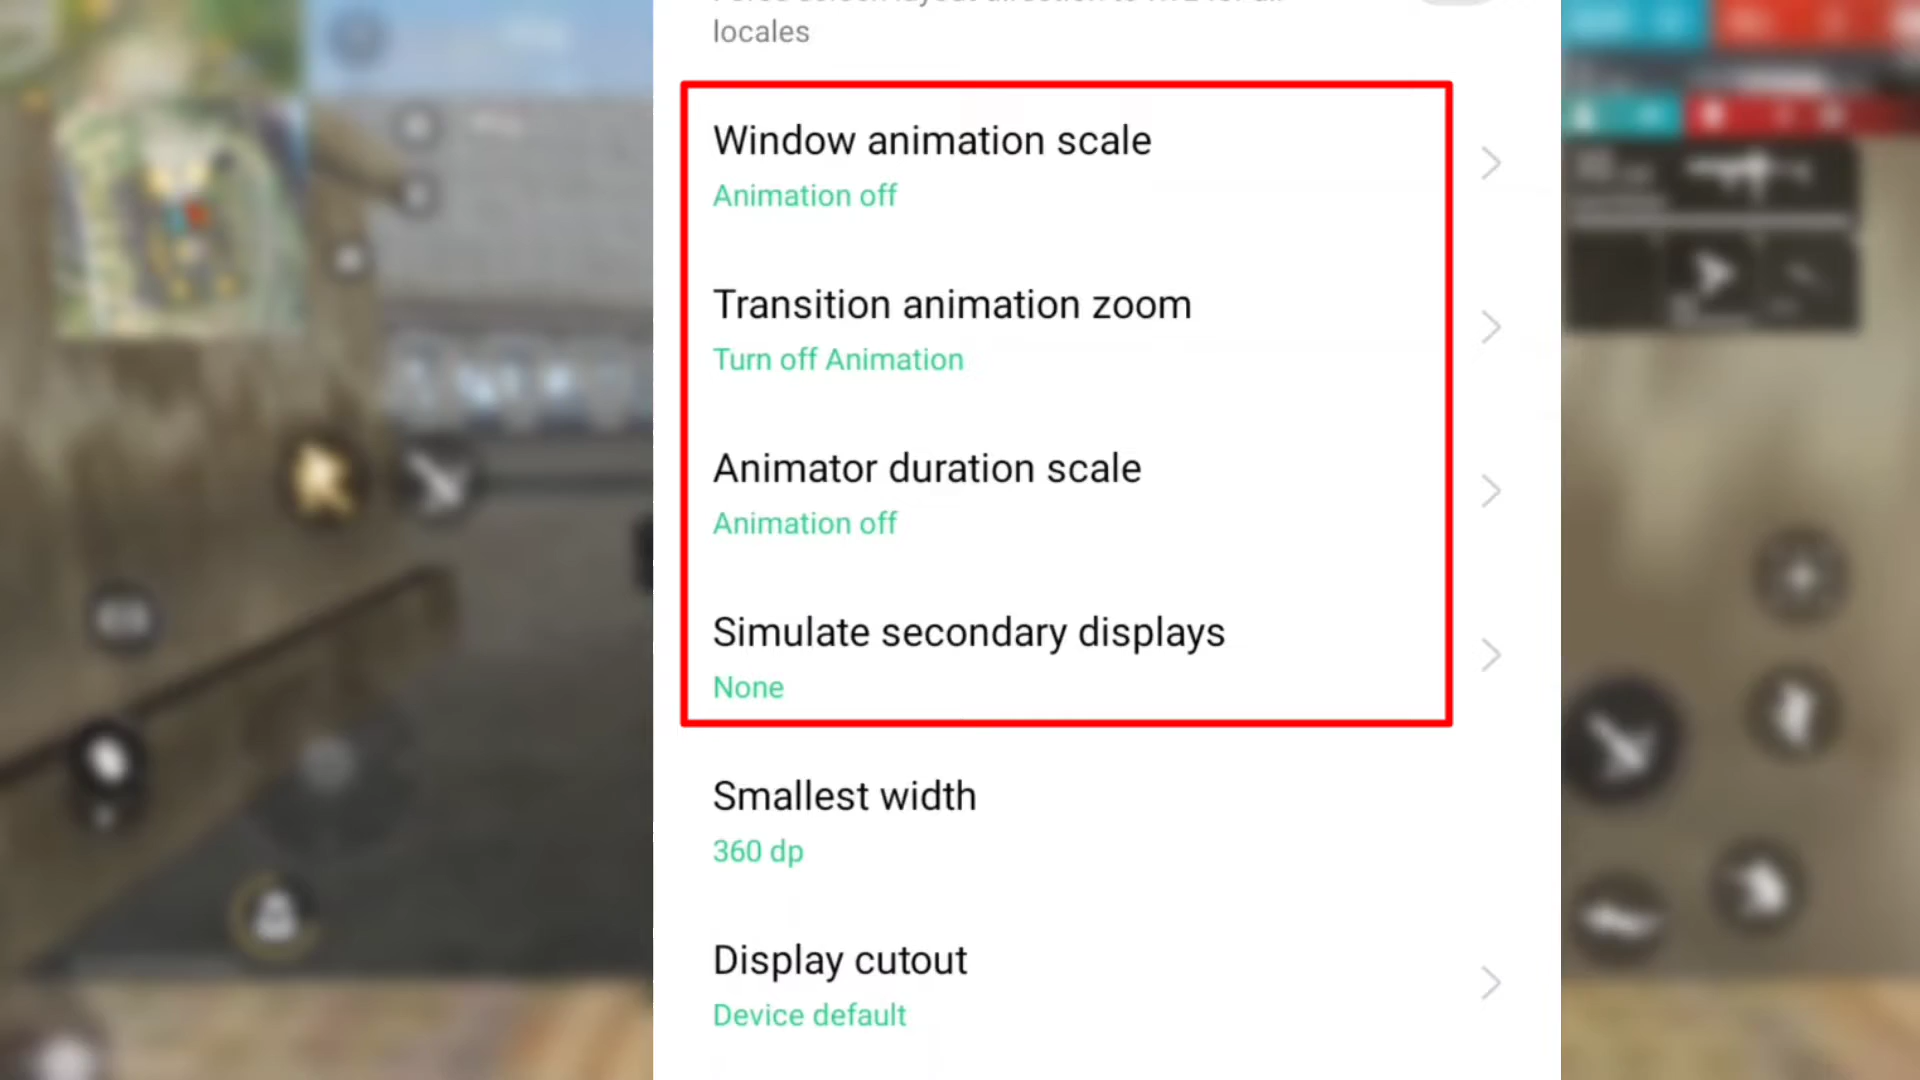 locales
Window animation scale
Animation off
Transition animation zoom
Turn off Animation
Animator duration scale
Animation off
Simulate secondary displays
None
Smallest width
360 dp
Display cutout
Device default